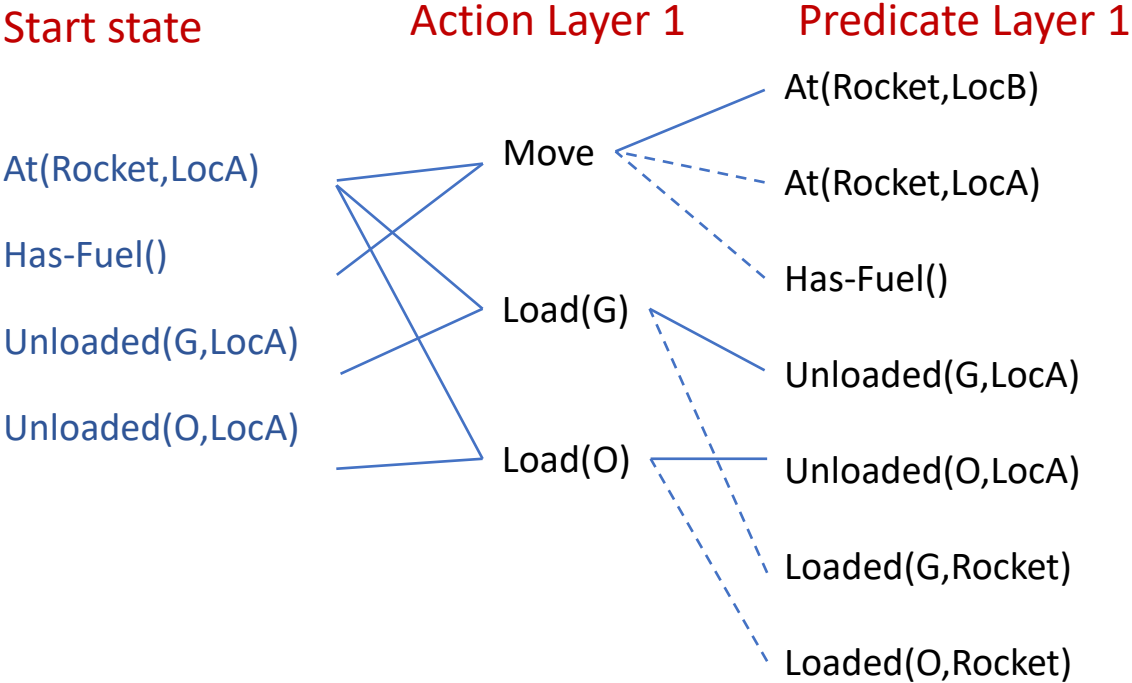 Start state
Action Layer 1
Predicate Layer 1
At(Rocket,LocA)
Has-Fuel()
Unloaded(G,LocA)
Unloaded(O,LocA)
Move
Load(G)
Load(O)
At(Rocket,LocB)
At(Rocket,LocA)
Has-Fuel()
Unloaded(G,LocA)
Unloaded(O,LocA)
Loaded(G,Rocket)
Loaded(O,Rocket)